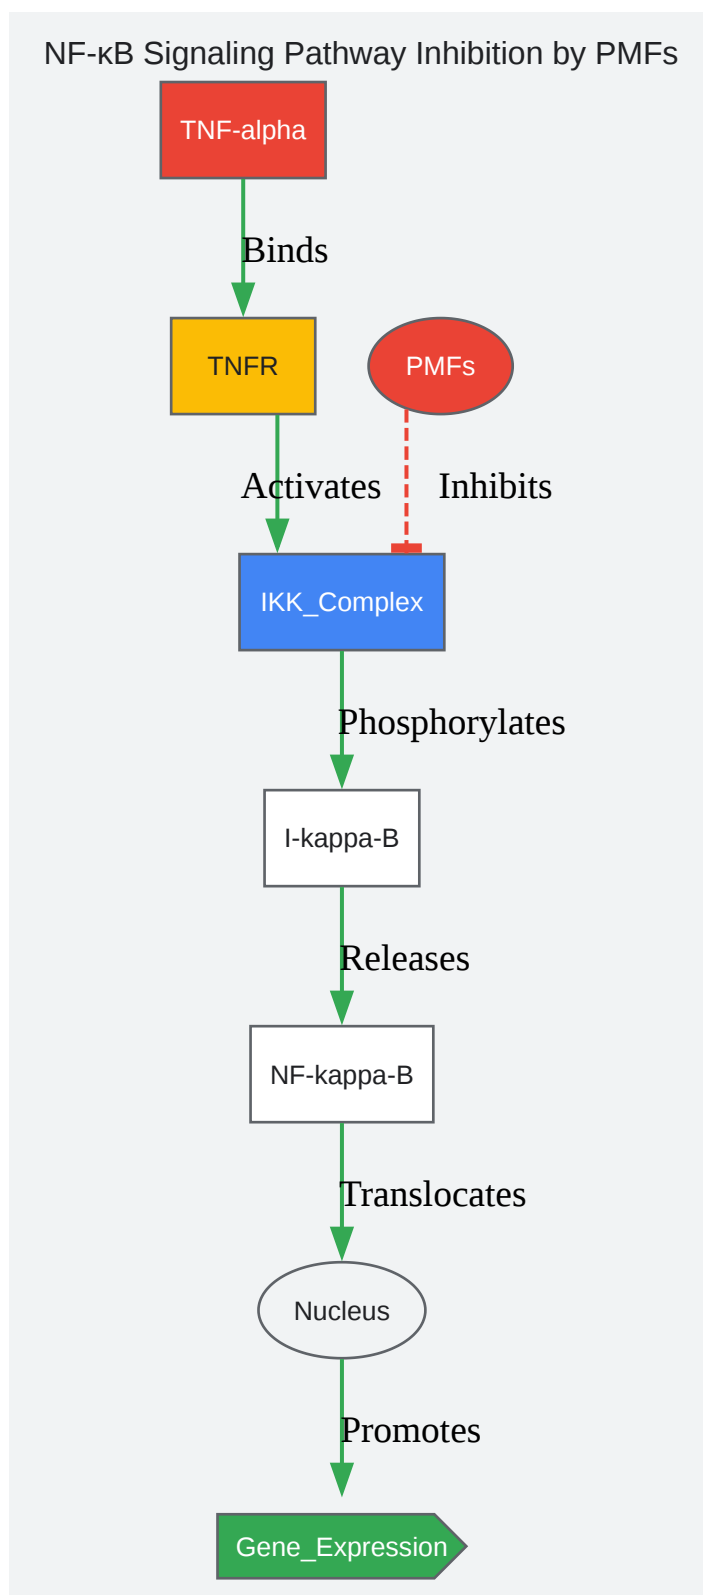 NF-κB Signaling Pathway Inhibition by PMFs
TNF-alpha
Binds
TNFR
PMFs
Activates
Inhibits
IKK_Complex
Phosphorylates
I-kappa-B
Releases
NF-kappa-B
Translocates
Nucleus
Promotes
Gene_Expression